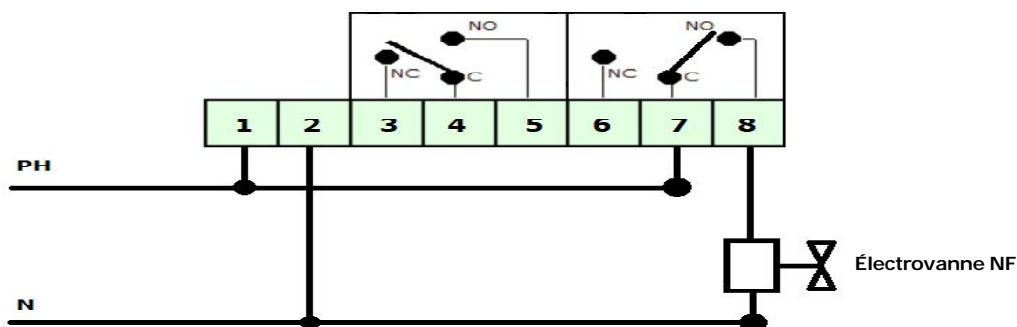 NO NO
NC C NC C
1 2 3 4 5 6 7 8
PH
Électrovanne NF
N